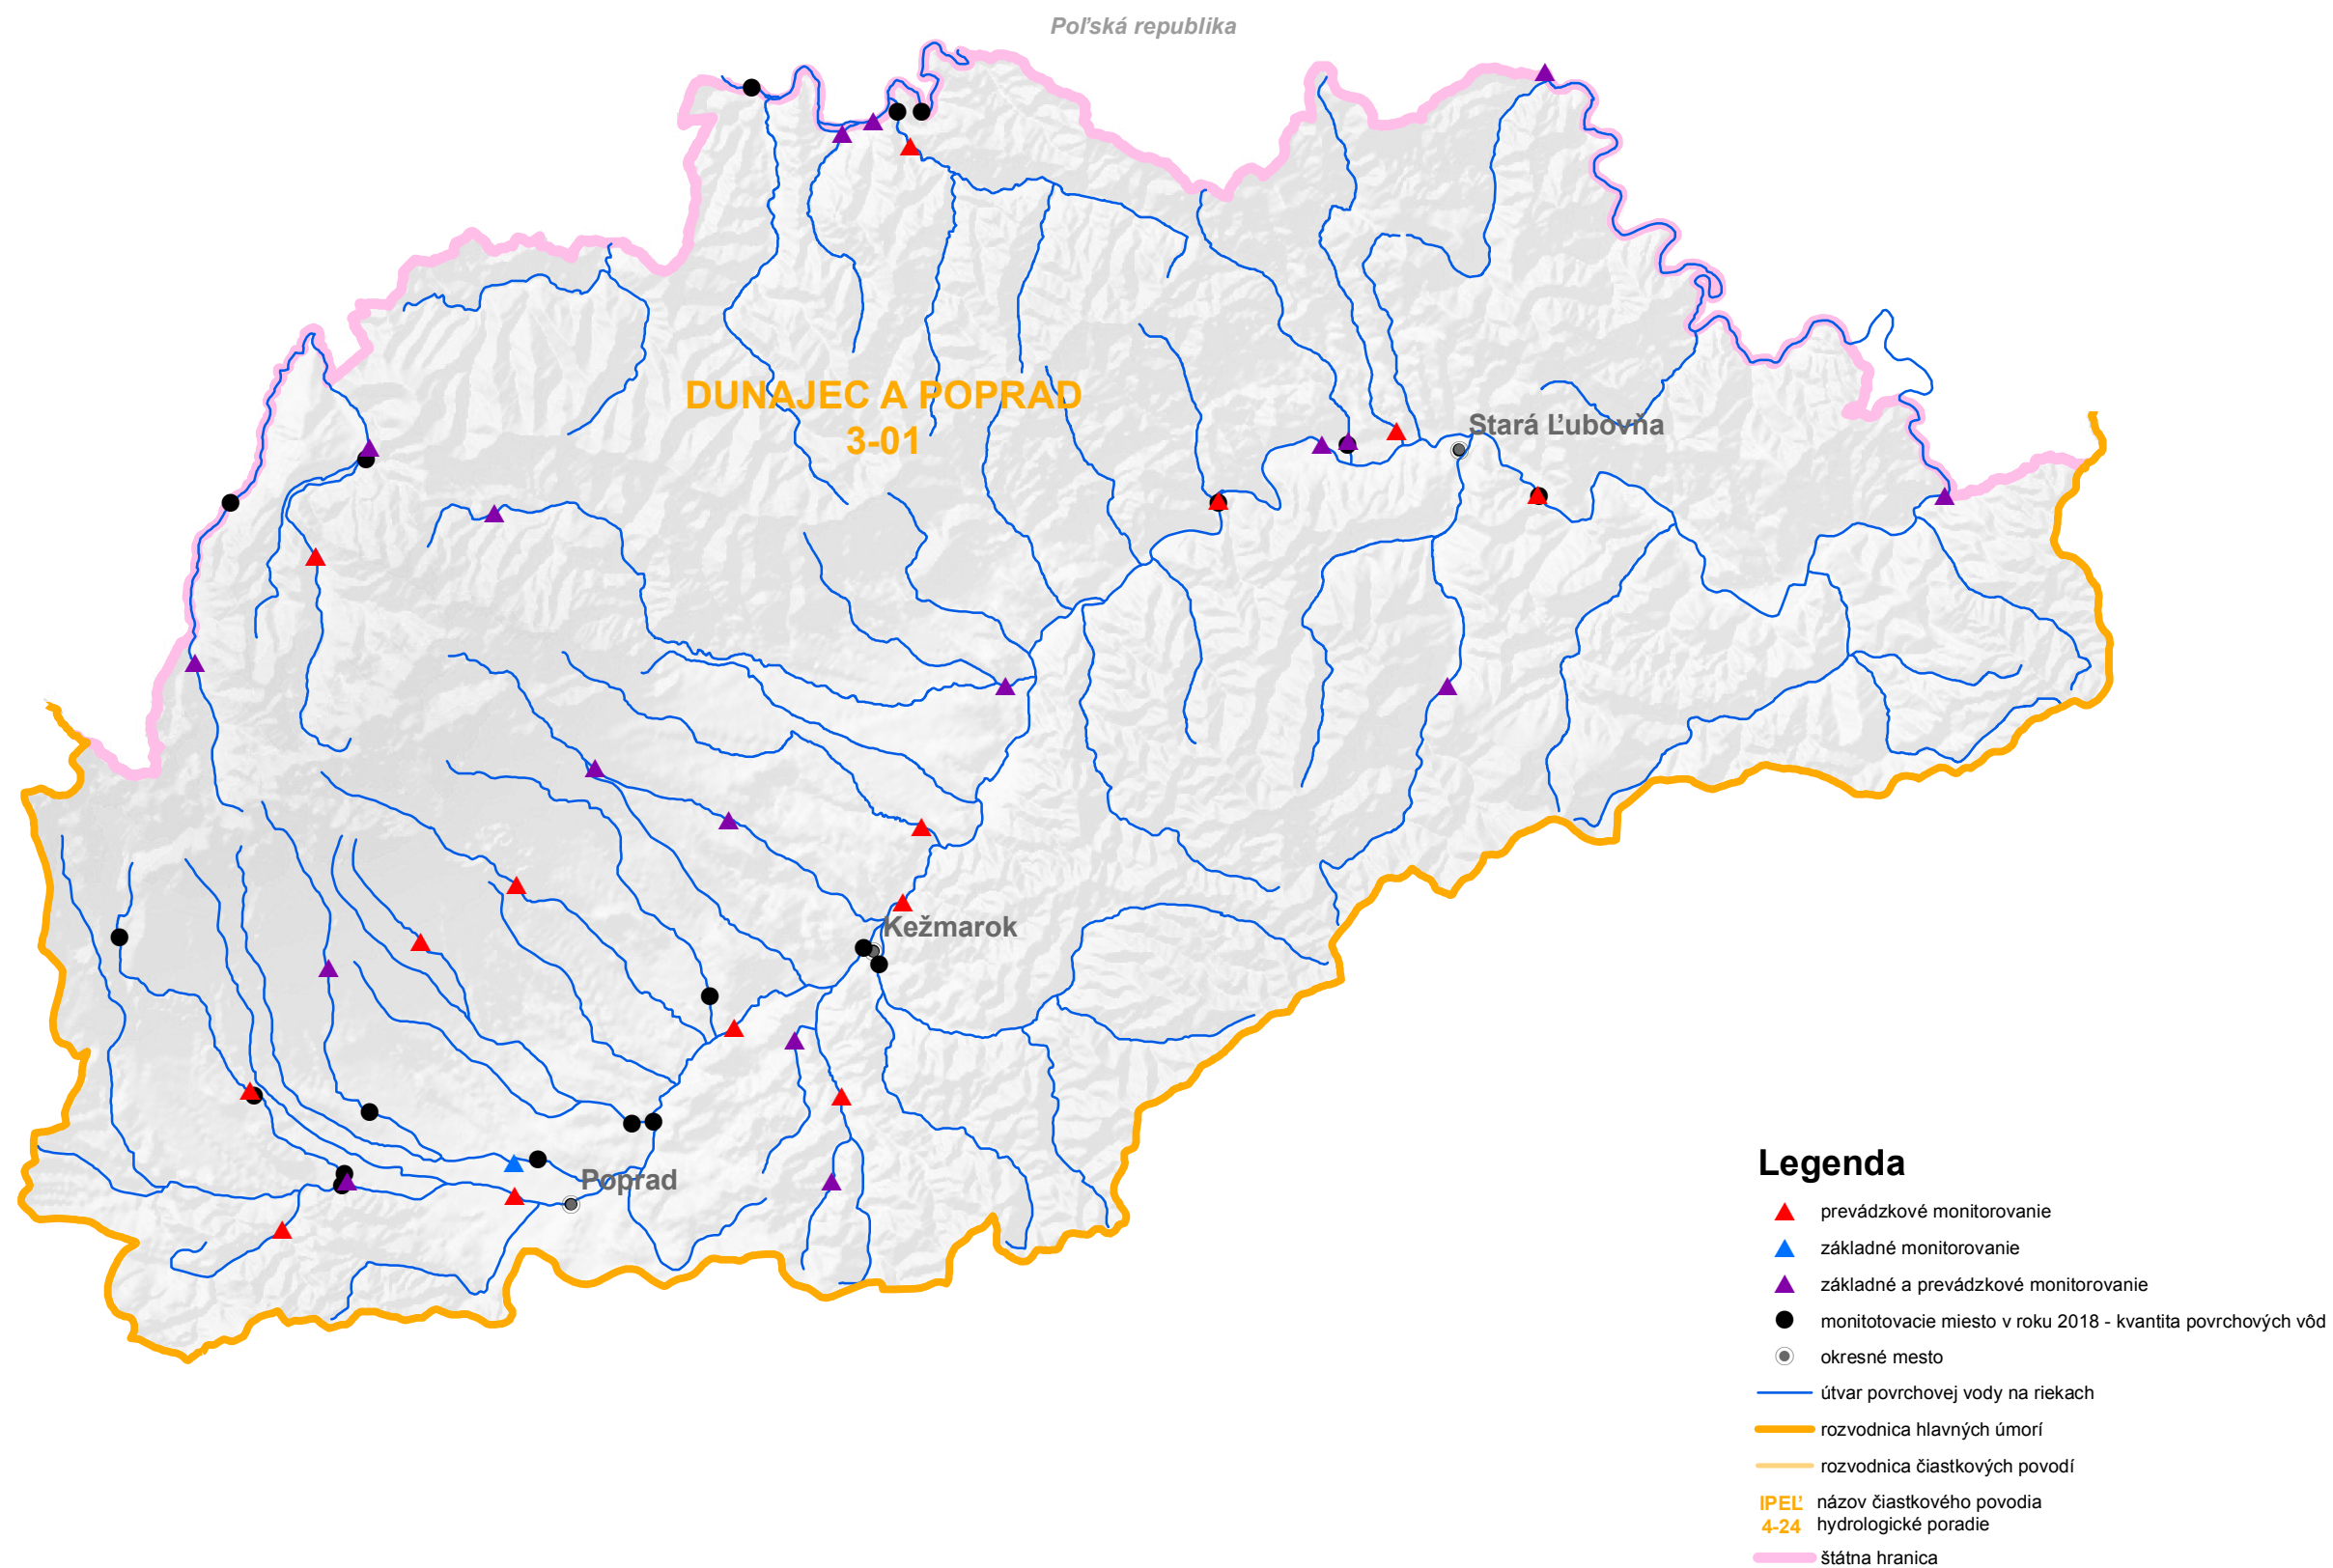 Poľská republika
DUNAJEC A POPRAD
3-01
Stará Ľubovňa
Kežmarok
Poprad
Legenda
prevádzkové monitorovanie
základné monitorovanie
základné a prevádzkové monitorovanie
monitotovacie miesto v roku 2018 - kvantita povrchových vôd
okresné mesto
útvar povrchovej vody na riekach
rozvodnica hlavných úmorí
rozvodnica čiastkových povodí
IPEĽ názov čiastkového povodia
4-24 hydrologické poradie
štátna hranica